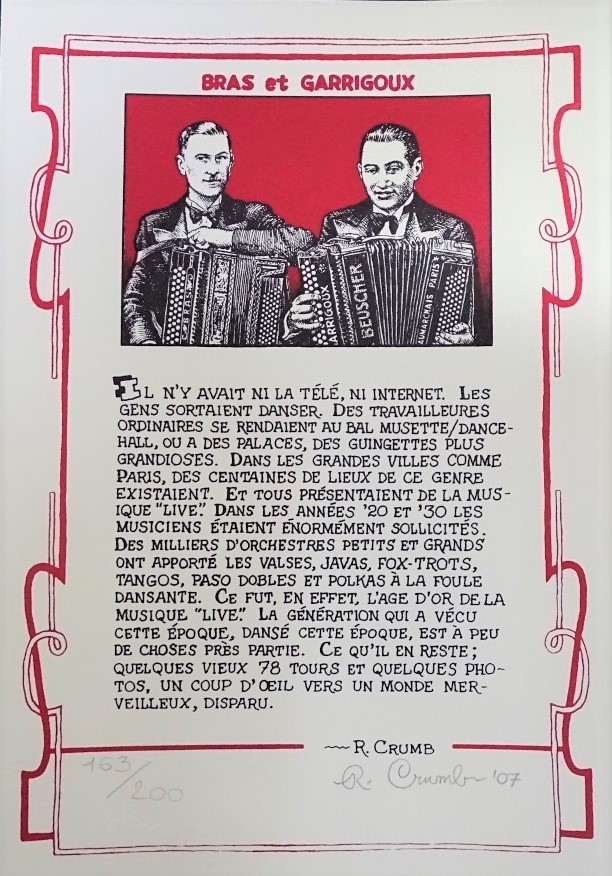 BRAS et GARRIGOUX
BRAS
ARRIGOUX
BEUSCHER
AUMARCHAIS PARIS
IL N'Y AVAIT NI LA TÉLÉ, NI INTERNET. LES
GENS SORTAIENT DANSER. DES TRAVAILLEURES
ORDINAIRES SE RENDAIENT AU BAL MUSETTE/DANCE-
HALL, OU A DES PALACES, DES GUINGETTES PLUS
GRANDIOSES. DANS LES GRANDES VILLES COMME
PARIS, DES CENTAINES DE LIEUX DE CE GENRE
EXISTAIENT. ET TOUS PRÉSENTAIENT DE LA MUS-
IQUE "LIVE". DANS LES ANNÉES '20 ET '30 LES
MUSICIENS ÉTAIENT ÉNORMÉMENT SOLLICITÉS.
DES MILLIERS D'ORCHESTRES PETITS ET GRANDS
ONT APPORTÉ LES VALSES, JAVAS, FOX-TROTS,
TANGOS, PASO DOBLES ET POLKAS À LA FOULE
DANSANTE. CE FUT, EN EFFET, L'AGE D'OR DE LA
MUSIQUE "LIVE". LA GÉNÉRATION QUI A VÉCU
CETTE ÉPOQUE, DANSÉ CETTE ÉPOQUE, EST À PEU
DE CHOSES PRÈS PARTIE. CE QU'IL EN RESTE;
QUELQUES VIEUX 78 TOURS ET QUELQUES PHO-
TOS, UN COUP D'ŒIL VERS UN MONDE MER-
VEILLEUX, DISPARU.
~R. CRUMB
163/200
R. Crumb '07